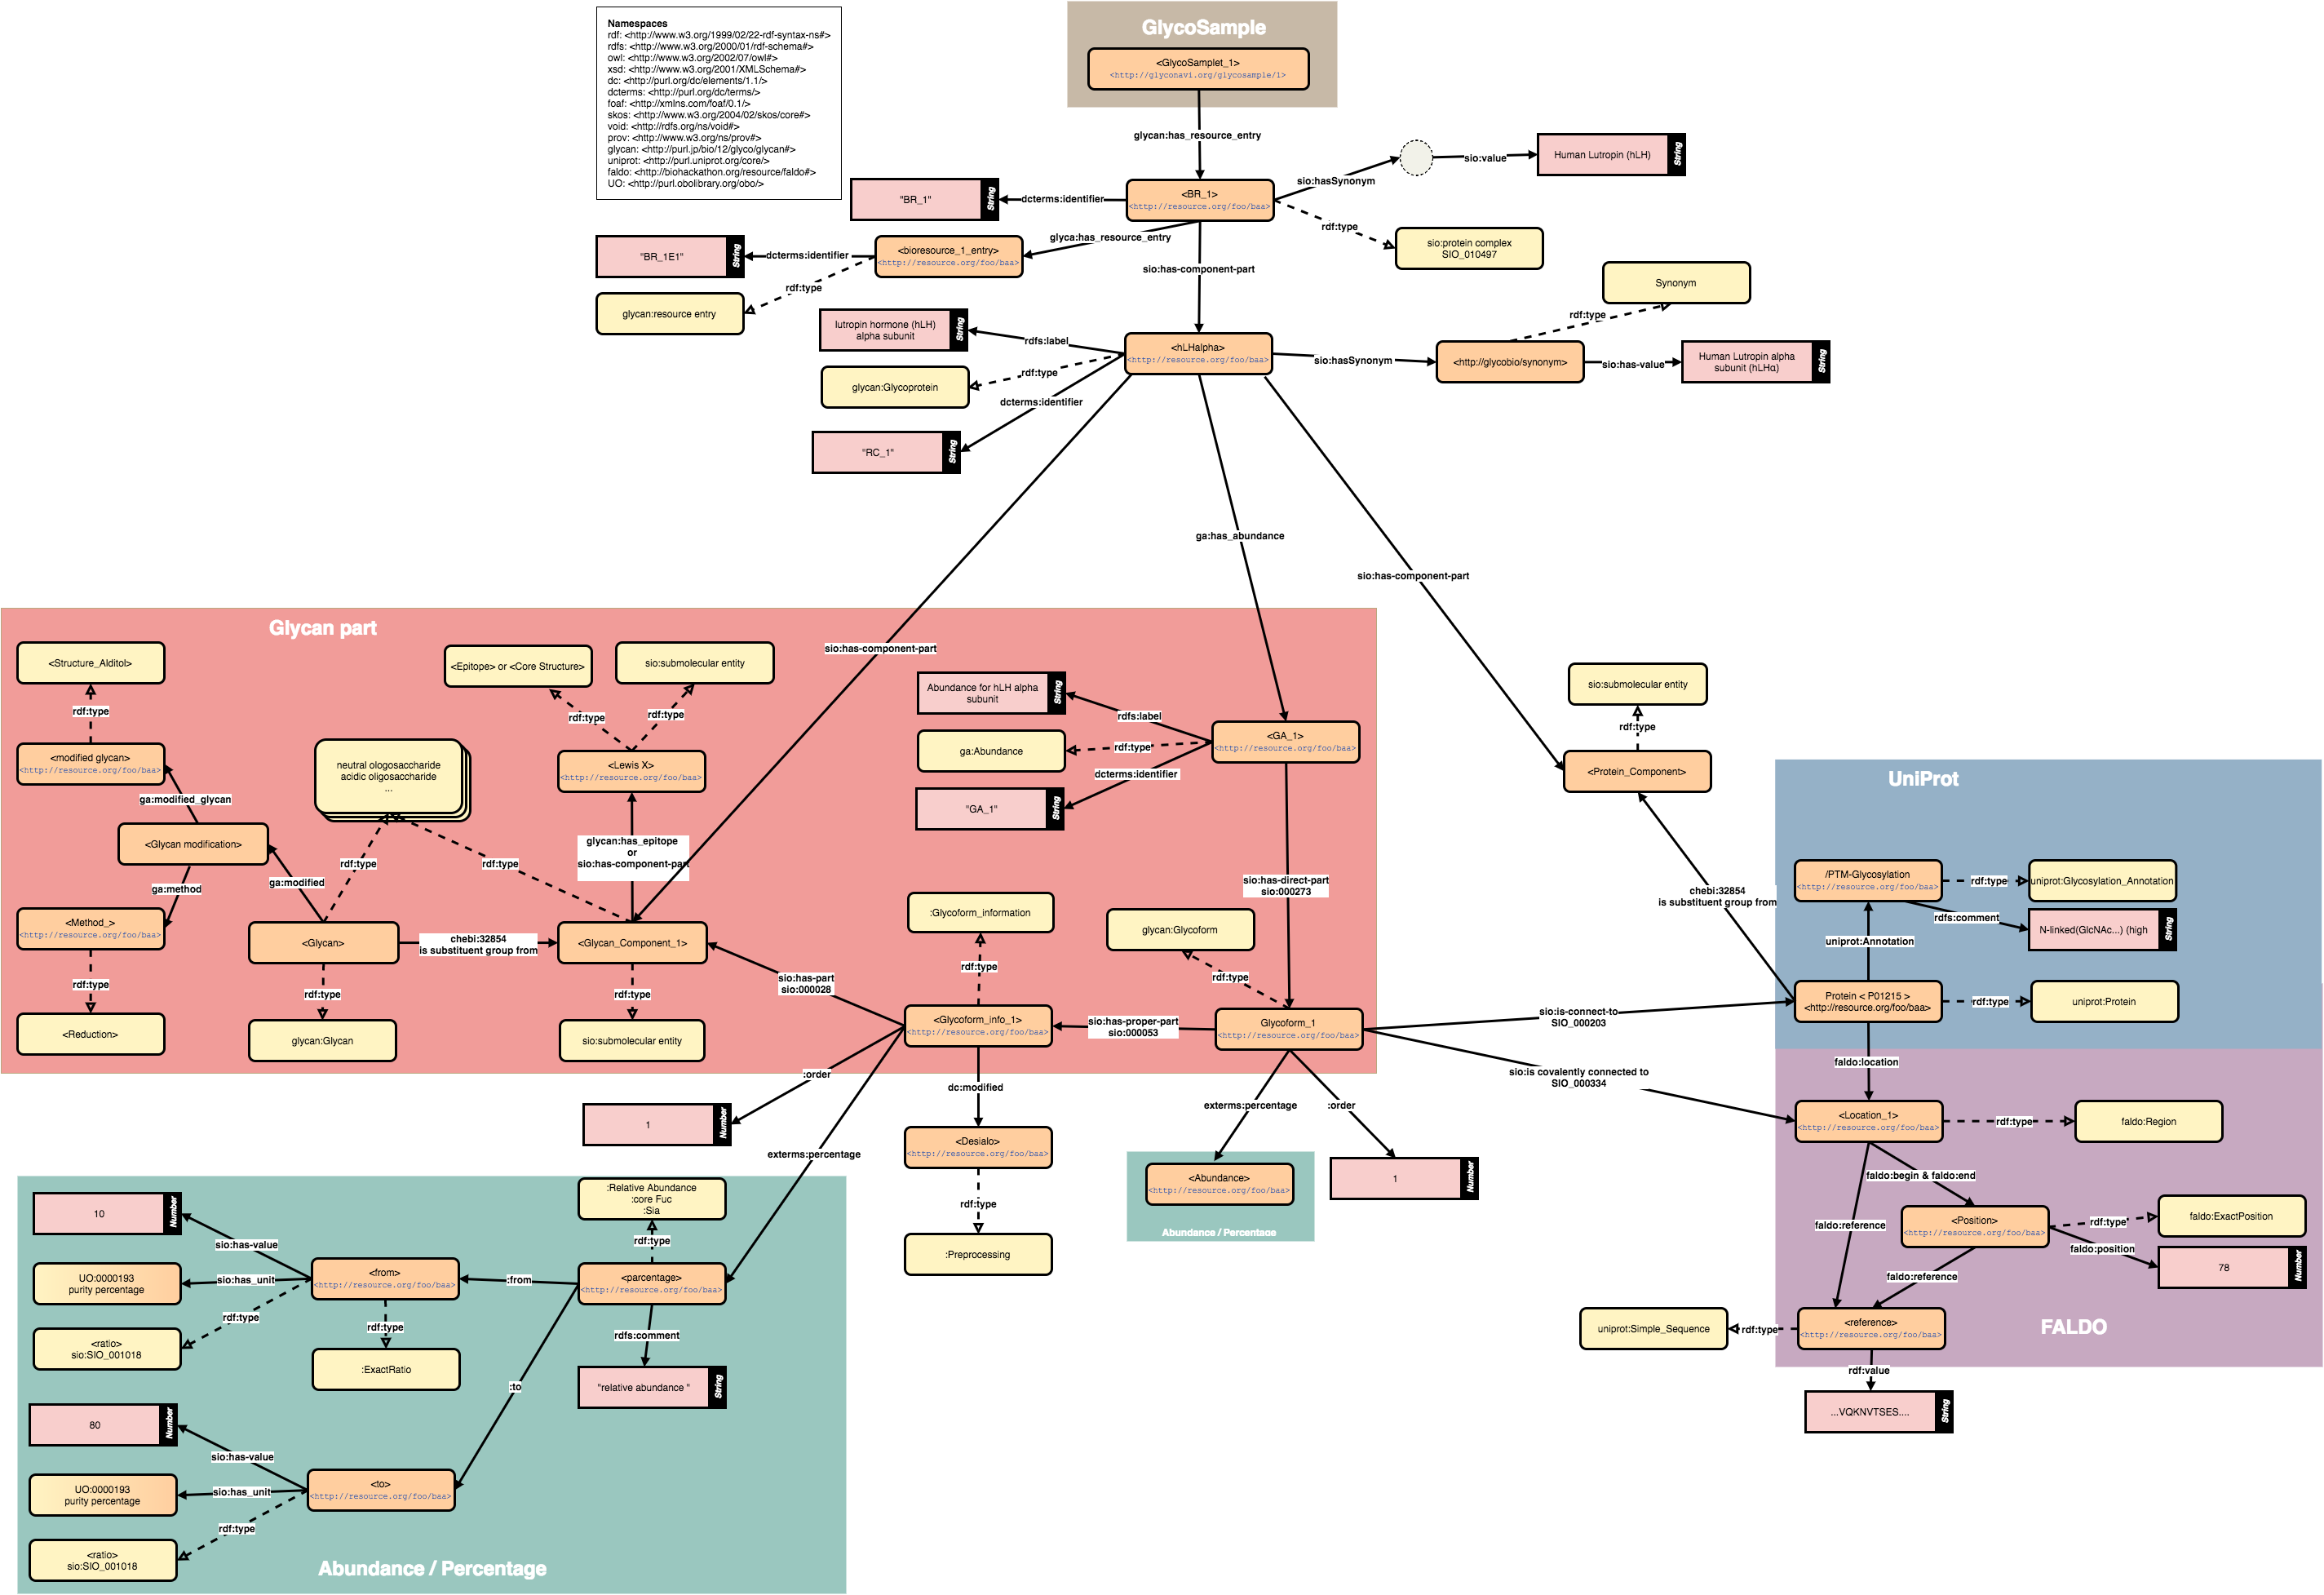 GlycoSample
<GlycoSamplet_1>
<http://glyconavi.org/glycosample/1>
Namespaces
rdf: <http://www.w3.org/1999/02/22-rdf-syntax-ns#>
rdfs: <http://www.w3.org/2000/01/rdf-schema#>
owl: <http://www.w3.org/2002/07/owl#>
xsd: <http://www.w3.org/2001/XMLSchema#>
dc: <http://purl.org/dc/elements/1.1/>
dcterms: <http://purl.org/dc/terms/>
foaf: <http://xmlns.com/foaf/0.1/>
skos: <http://www.w3.org/2004/02/skos/core#>
void: <http://rdfs.org/ns/void#>
prov: <http://www.w3.org/ns/prov#>
glycan: <http://purl.jp/bio/12/glyco/glycan#>
uniprot: <http://purl.uniprot.org/core/>
faldo: <http://biohackathon.org/resource/faldo#>
UO: <http://purl.obolibrary.org/obo/>
glycan:has_resource_entry
sio:value
Human Lutropin (hLH)
String
sio:hasSynonym
"BR_1"
String
dcterms:identifier
<BR_1>
<http://resource.org/foo/baa>
rdf:type
sio:protein complex
SIO_010497
glyca:has_resource_entry
"BR_1E1"
String
dcterms:identifier
<bioresource_1_entry>
<http://resource.org/foo/baa>
sio:has-component-part
rdf:type
glycan:resource entry
Synonym
rdf:type
lutropin hormone (hLH)
alpha subunit
String
rdfs:label
<hLHalpha>
<http://resource.org/foo/baa>
sio:hasSynonym
<http://glycobio/synonym>
sio:has-value
Human Lutropin alpha
subunit (hLHα)
String
rdf:type
glycan:Glycoprotein
dcterms:identifier
"RC_1"
String
ga:has_abundance
sio:has-component-part
Glycan part
sio:has-component-part
<Structure_Alditol>
<Epitope> or <Core Structure>
sio:submolecular entity
rdf:type
rdf:type
rdf:type
Abundance for hLH alpha
subunit
String
rdfs:label
sio:submolecular entity
rdf:type
<modified glycan>
<http://resource.org/foo/baa>
neutral ologosaccharide
acidic oligosaccharide
...
<Lewis X>
<http://resource.org/foo/baa>
ga:Abundance
rdf:type
<GA_1>
<http://resource.org/foo/baa>
<Protein_Component>
UniProt
dcterms:identifier
ga:modified_glycan
"GA_1"
String
<Glycan modification>
glycan:has_epitope
or
sio:has-component-part
rdf:type
rdf:type
ga:modified
ga:method
sio:has-direct-part
sio:000273
chebi:32854
is substituent group from
/PTM-Glycosylation
<http://resource.org/foo/baa>
rdf:type
uniprot:Glycosylation_Annotation
rdfs:comment
N-linked(GlcNAc...) (high
String
uniprot:Annotation
<Method_>
<http://resource.org/foo/baa>
:Glycoform_information
glycan:Glycoform
<Glycan>
chebi:32854
is substituent group from
<Glycan_Component_1>
rdf:type
rdf:type
sio:has-part
sio:000028
rdf:type
rdf:type
rdf:type
Protein < P01215 >
<http://resource.org/foo/baa>
rdf:type
uniprot:Protein
<Reduction>
glycan:Glycan
sio:submolecular entity
<Glycoform_info_1>
<http://resource.org/foo/baa>
sio:has-proper-part
sio:000053
Glycoform_1
<http://resource.org/foo/baa>
sio:is-connect-to
SIO_000203
faldo:location
:order
dc:modified
sio:is covalently connected to
SIO_000334
1
Number
exterms:percentage
:order
<Location_1>
<http://resource.org/foo/baa>
rdf:type
faldo:Region
exterms:percentage
<Desialo>
<http://resource.org/foo/baa>
<Abundance>
<http://resource.org/foo/baa>
Abundance / Percentage
1
Number
faldo:begin & faldo:end
:Relative Abundance
:core Fuc
:Sia
rdf:type
10
Number
rdf:type
faldo:reference
<Position>
<http://resource.org/foo/baa>
rdf:type
faldo:ExactPosition
sio:has-value
:Preprocessing
faldo:position
78
Number
UO:0000193
purity percentage
sio:has_unit
<from>
<http://resource.org/foo/baa>
:from
<parcentage>
<http://resource.org/foo/baa>
faldo:reference
rdf:type
rdf:type
rdfs:comment
<ratio>
sio:SIO_001018
uniprot:Simple_Sequence
rdf:type
<reference>
<http://resource.org/foo/baa>
FALDO
:ExactRatio
rdf:value
:to
"relative abundance "
String
...VQKNVTSES....
String
80
Number
sio:has-value
UO:0000193
purity percentage
sio:has_unit
<to>
<http://resource.org/foo/baa>
rdf:type
<ratio>
sio:SIO_001018
Abundance / Percentage